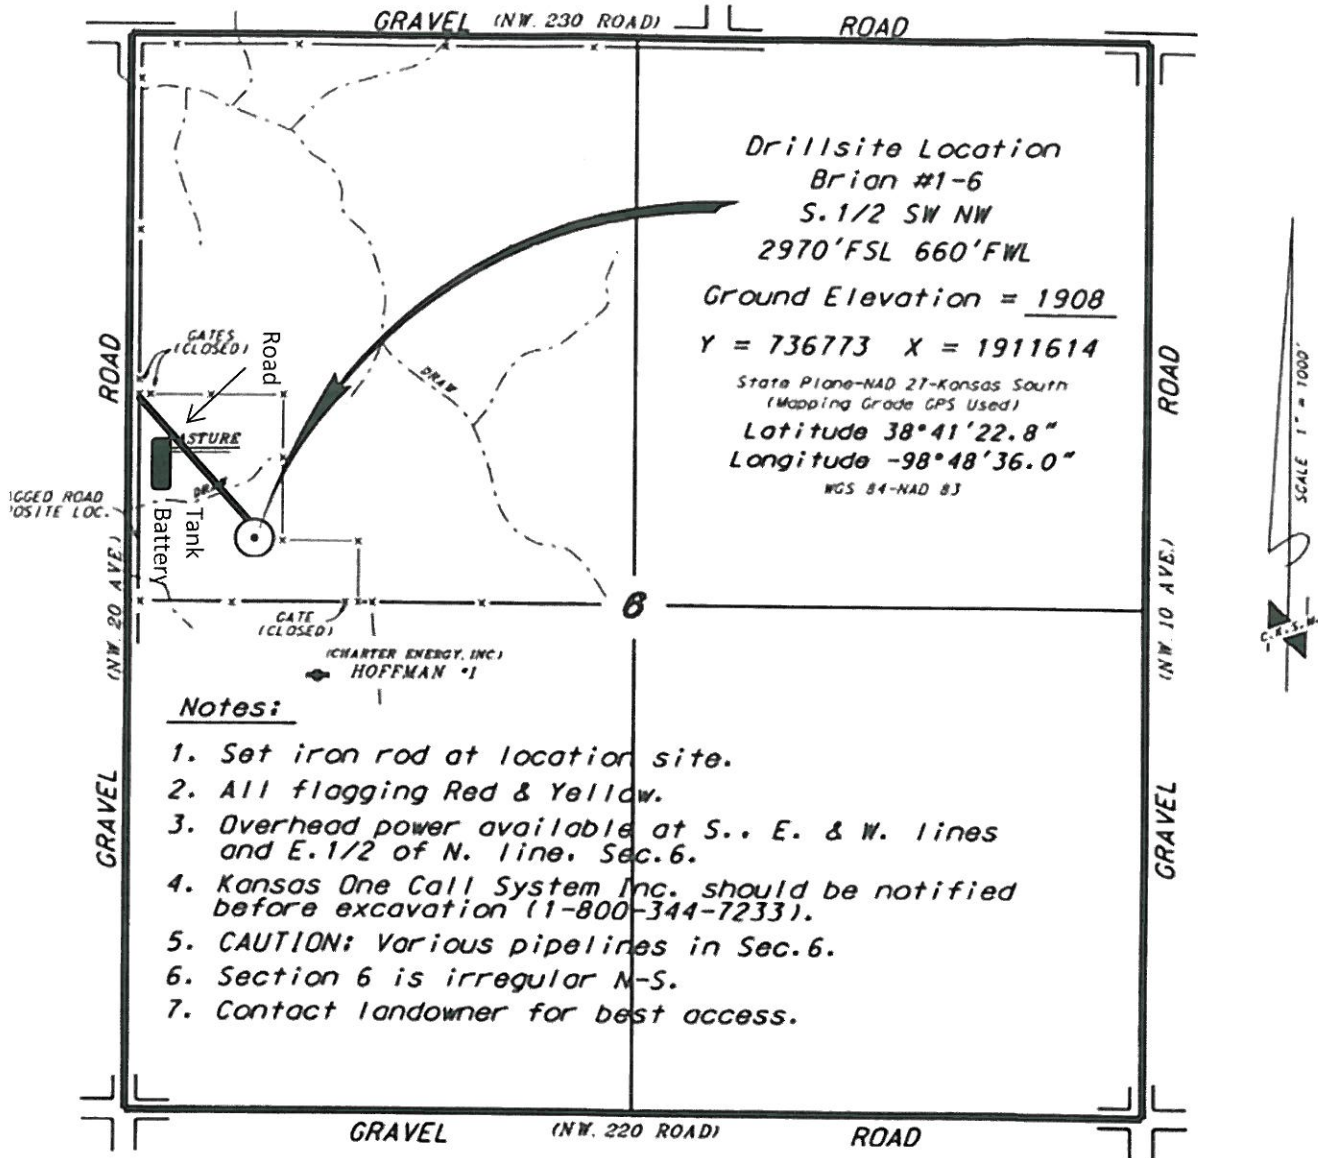 GRAVEL (NW. 230 ROAD) ROAD
Drillsite Location
Brian #1-6
S.1/2 SW NW
2970'FSL 660'FWL
Ground Elevation = 1908
Y = 736773 X = 1911614
State Plane-NAD 27-Kansas South
(Mapping Grade GPS Used)
Latitude 38°41'22.8"
Longitude -98°48'36.0"
WGS 84-NAD 83
GATES
(CLOSED)
Road
ROAD
ROAD
SCALE 1" = 1000'
DRAW
ASTURE
DRAW
GGED ROAD
OSITE LOC.
Tank
Battery
(NW. 20 AVE.)
(NW. 10 AVE.)
6
C.K.S.W.
GATE
(CLOSED)
(CHARTER ENERGY, INC)
HOFFMAN #1
Notes:
1. Set iron rod at location site.
2. All flagging Red & Yellow.
3. Overhead power available at S., E. & W. lines
and E.1/2 of N. line, Sec.6.
4. Kansas One Call System Inc. should be notified
before excavation (1-800-344-7233).
5. CAUTION: Various pipelines in Sec.6.
6. Section 6 is irregular N-S.
7. Contact landowner for best access.
GRAVEL
GRAVEL
GRAVEL (NW. 220 ROAD) ROAD